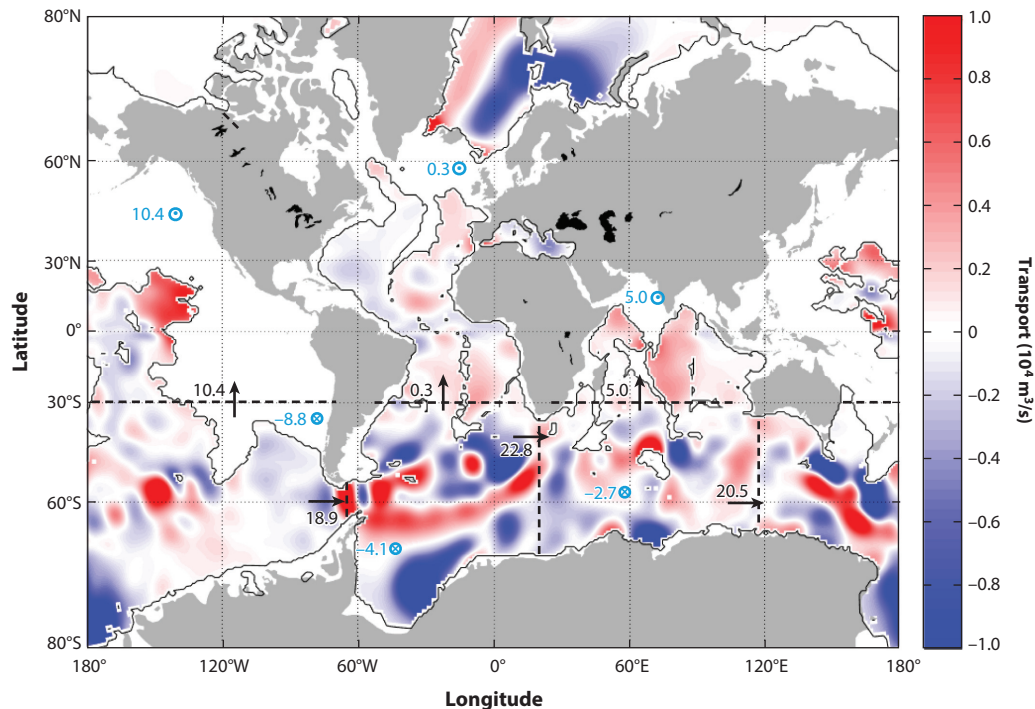 80°N
60°N
30°N
0°
30°S
60°S
80°S
Latitude
180°
120°W
60°W
0°
60°E
120°E
180°
Longitude
0.3
10.4
5.0
10.4
0.3
5.0
–8.8
22.8
–2.7
20.5
18.9
–4.1
1.0
0.8
0.6
0.4
0.2
0
–0.2
–0.4
–0.6
–0.8
–1.0
Transport (10⁴ m³/s)